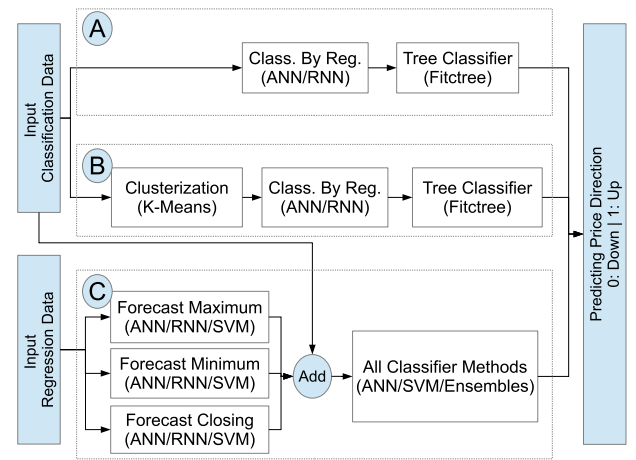 Input
Classification Data
A
Class. By Reg.
(ANN/RNN)
Tree Classifier
(Fitctree)
B
Clusterization
(K-Means)
Class. By Reg.
(ANN/RNN)
Tree Classifier
(Fitctree)
Input
Regression Data
C
Forecast Maximum
(ANN/RNN/SVM)
Forecast Minimum
(ANN/RNN/SVM)
Forecast Closing
(ANN/RNN/SVM)
Add
All Classifier Methods
(ANN/SVM/Ensembles)
Predicting Price Direction
0: Down | 1: Up